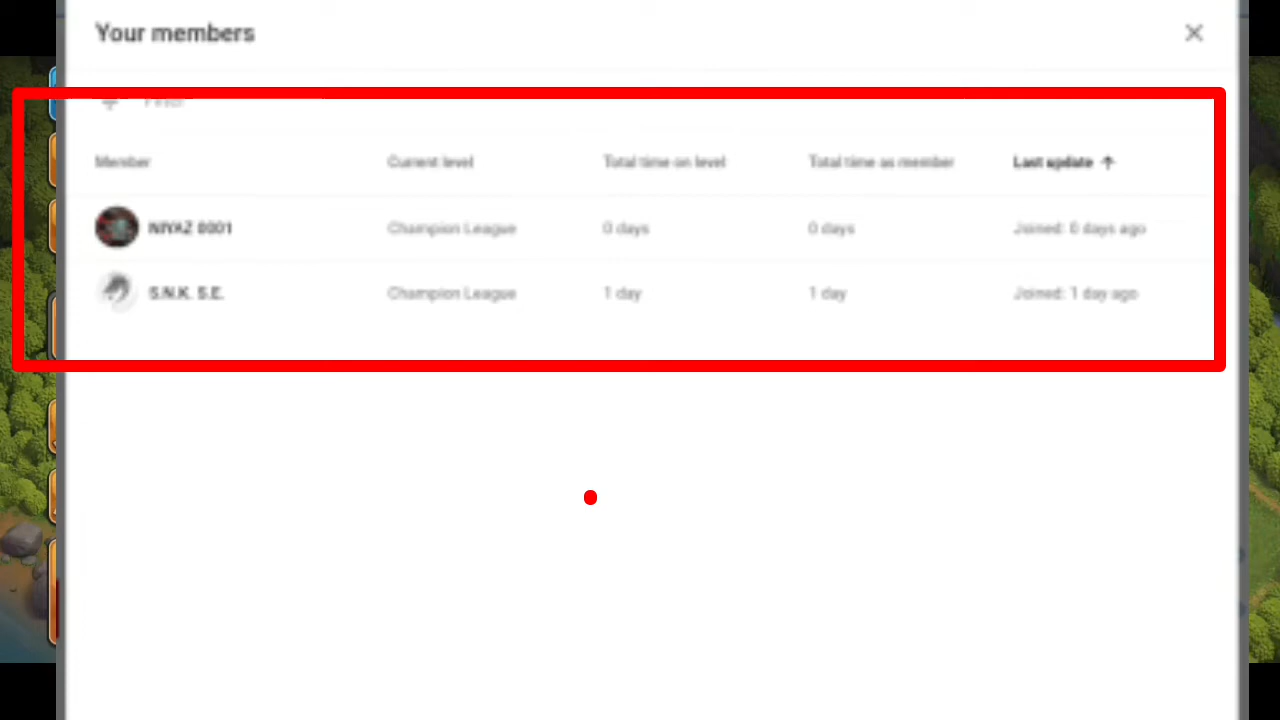 Your members
Filter
Member Current level Total time on level Total time as member Last update
NIYAZ 0001 Champion League 0 days 0 days Joined: 0 days ago
S.N.K. S.E. Champion League 1 day 1 day Joined: 1 day ago